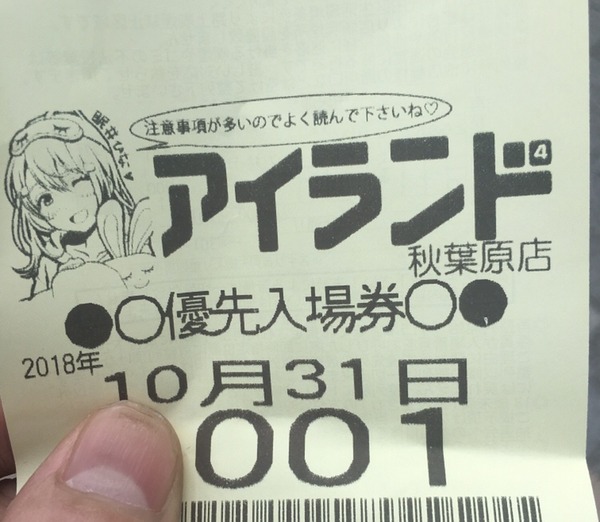 注意事項が多いのでよく読んで下さいね♡
アイランド
4
秋葉原店
●○優先入場券○●
2018年
10月31日
001